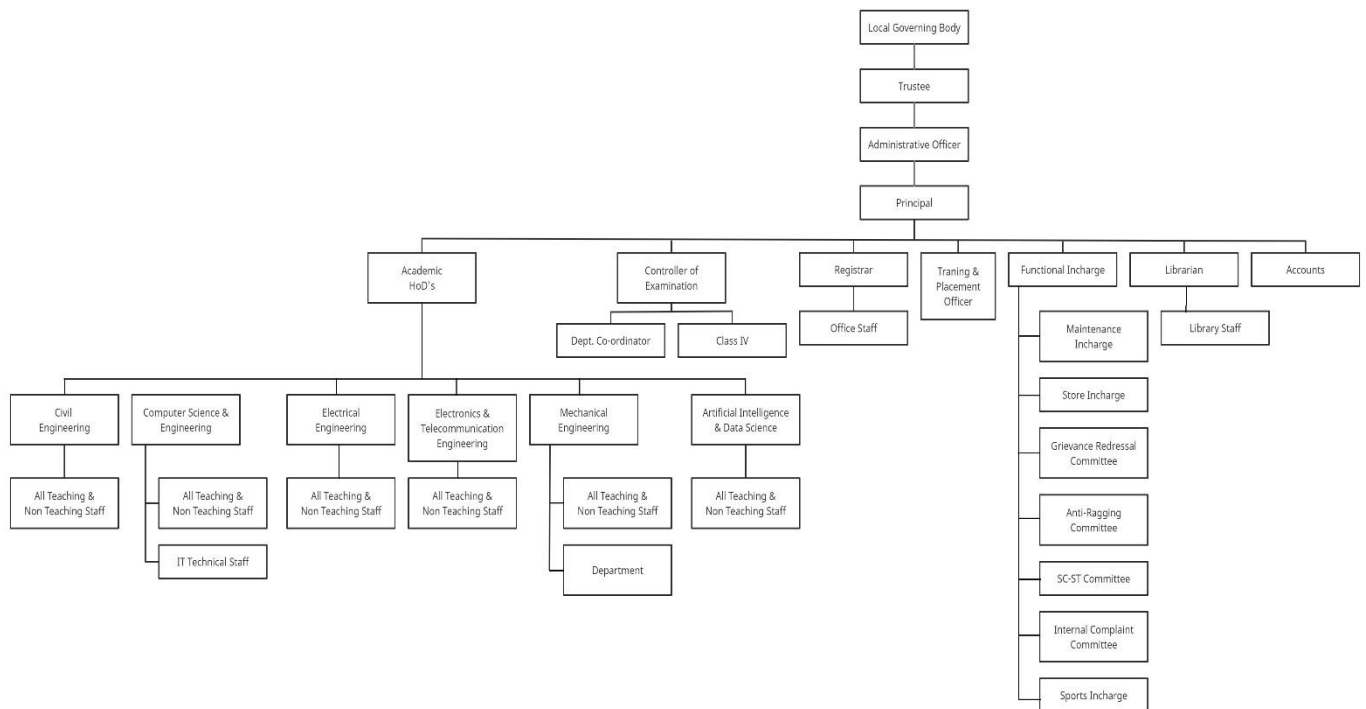 Local Governing Body
Trustee
Administrative Officer
Principal
Academic
HoD's
Controller of
Examination
Registrar
Traning &
Placement
Officer
Functional Incharge
Librarian
Accounts
Dept. Co-ordinator
Class IV
Office Staff
Library Staff
Maintenance
Incharge
Store Incharge
Grievance Redressal
Committee
Anti-Ragging
Committee
SC-ST Committee
Internal Complaint
Committee
Sports Incharge
Civil
Engineering
Computer Science &
Engineering
Electrical
Engineering
Electronics &
Telecommunication
Engineering
Mechanical
Engineering
Artificial Intelligence
& Data Science
All Teaching &
Non Teaching Staff
All Teaching &
Non Teaching Staff
All Teaching &
Non Teaching Staff
All Teaching &
Non Teaching Staff
All Teaching &
Non Teaching Staff
All Teaching &
Non Teaching Staff
IT Technical Staff
Department